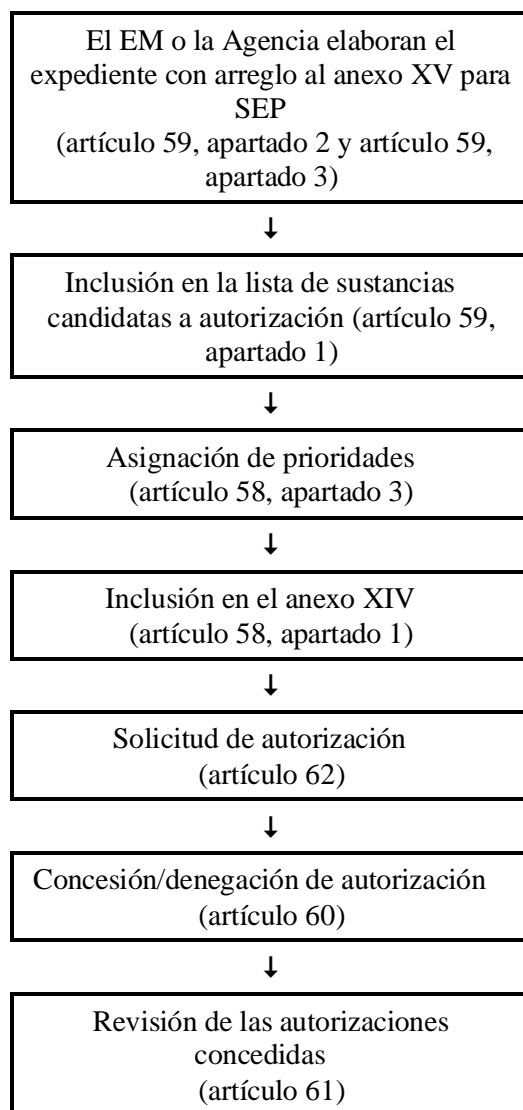 El EM o la Agencia elaboran el
expediente con arreglo al anexo XV para
SEP
(artículo 59, apartado 2 y artículo 59,
apartado 3)
↓
Inclusión en la lista de sustancias
candidatas a autorización (artículo 59,
apartado 1)
↓
Asignación de prioridades
(artículo 58, apartado 3)
↓
Inclusión en el anexo XIV
(artículo 58, apartado 1)
↓
Solicitud de autorización
(artículo 62)
↓
Concesión/denegación de autorización
(artículo 60)
↓
Revisión de las autorizaciones
concedidas
(artículo 61)